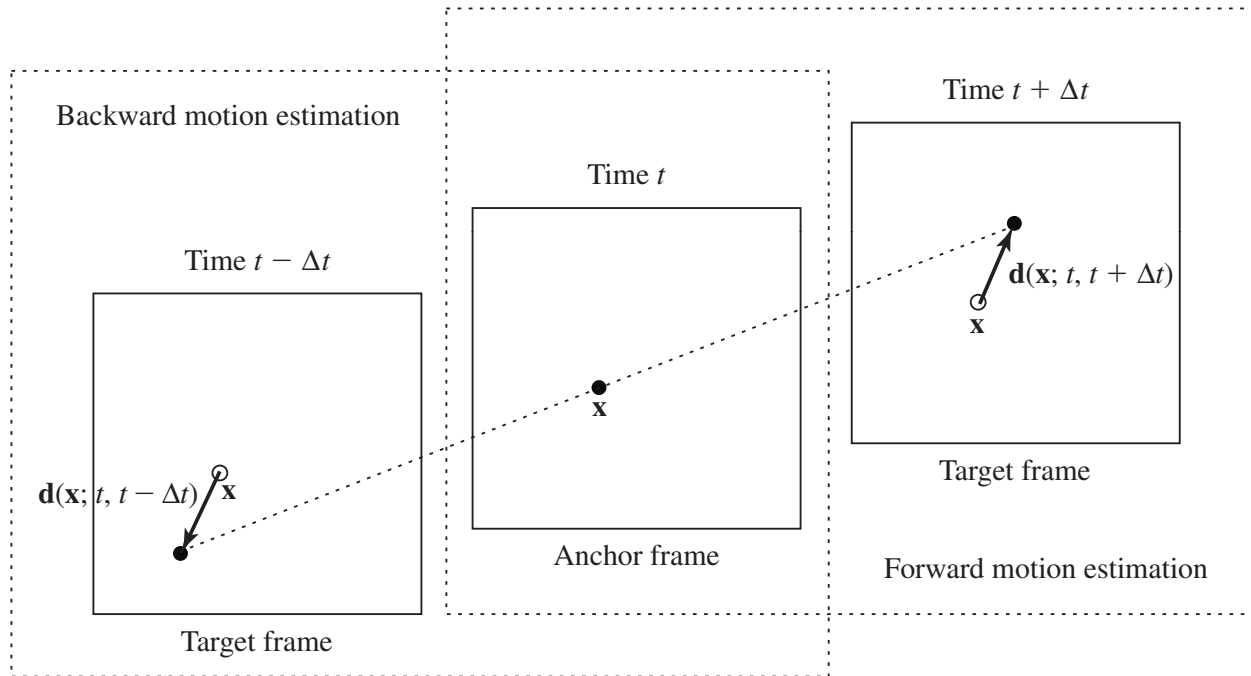 Time t + Δt
Backward motion estimation
Time t
Time t − Δt
d(x; t, t + Δt)
x
x
d(x; t, t − Δt)
x
Target frame
Anchor frame
Forward motion estimation
Target frame